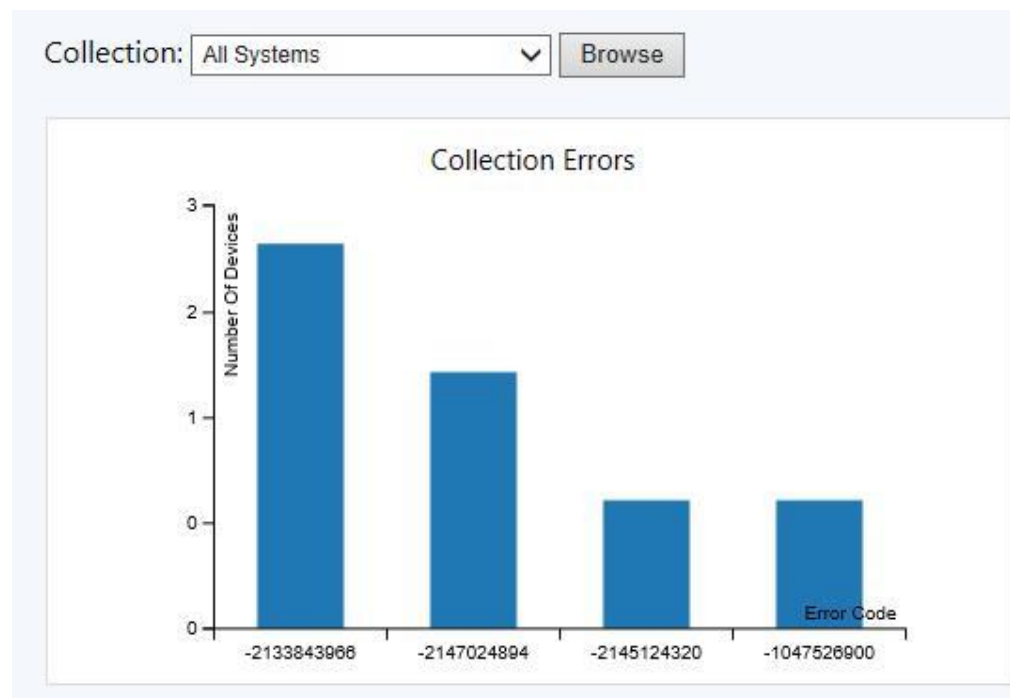 Collection: All Systems Browse
Collection Errors
3
Number Of Devices
2
1
0
0
Error Code
-2133843966 -2147024894 -2145124320 -1047526900